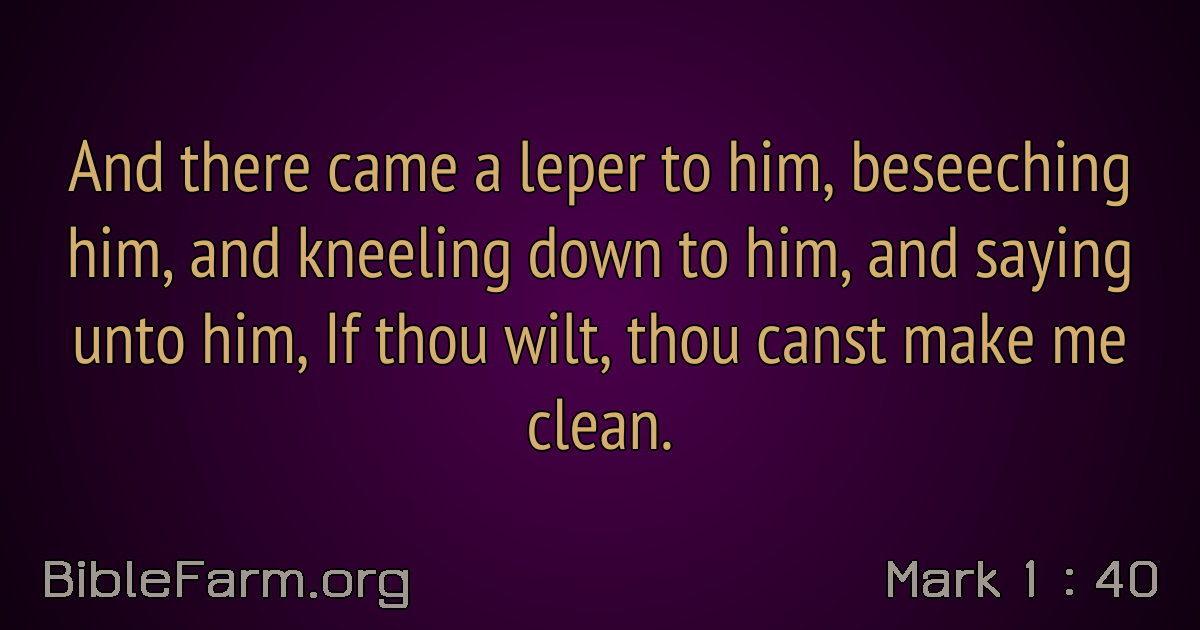 And there came a leper to him, beseeching
him, and kneeling down to him, and saying
unto him, If thou wilt, thou canst make me
clean.
BibleFarm.org
Mark 1 : 40